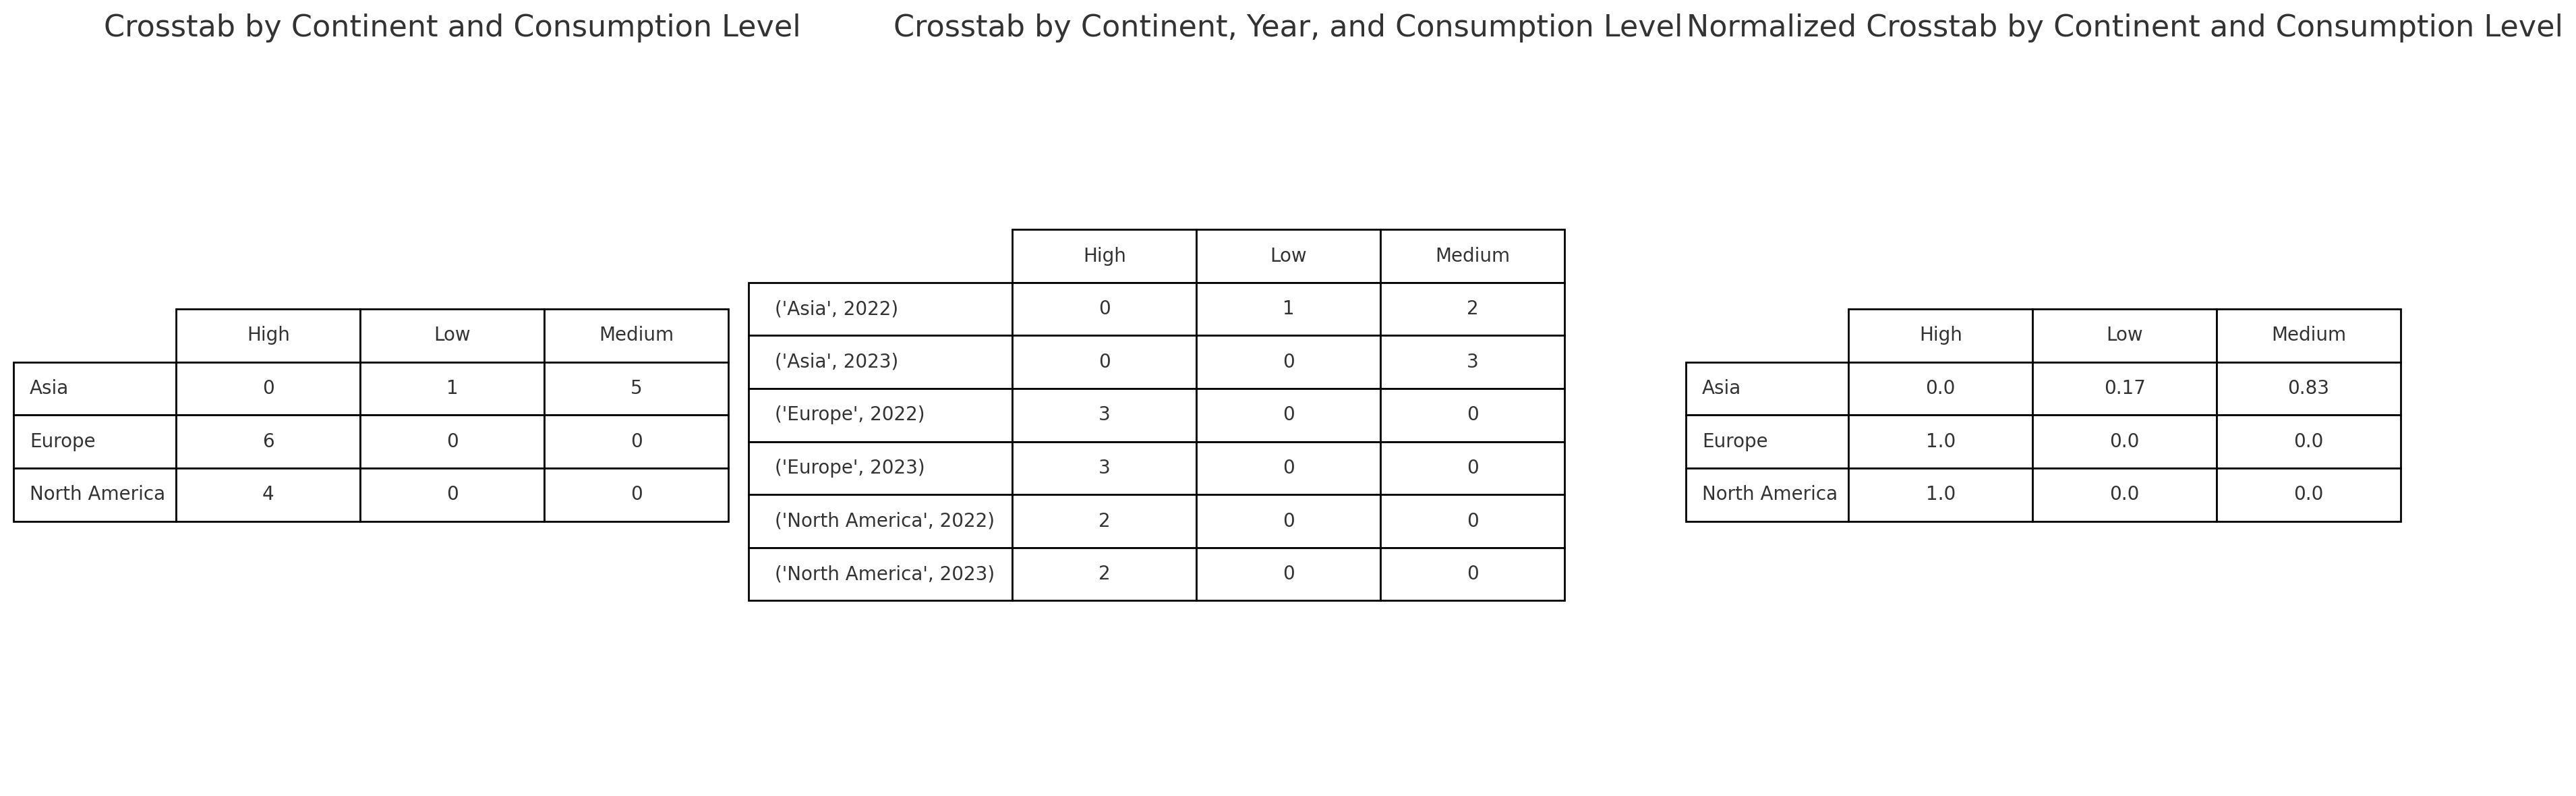 Crosstab by Continent and Consumption Level
High Low Medium
Asia 0 1 5
Europe 6 0 0
North America 4 0 0
Crosstab by Continent, Year, and Consumption Level
High Low Medium
('Asia', 2022) 0 1 2
('Asia', 2023) 0 0 3
('Europe', 2022) 3 0 0
('Europe', 2023) 3 0 0
('North America', 2022) 2 0 0
('North America', 2023) 2 0 0
Normalized Crosstab by Continent and Consumption Level
High Low Medium
Asia 0.0 0.17 0.83
Europe 1.0 0.0 0.0
North America 1.0 0.0 0.0